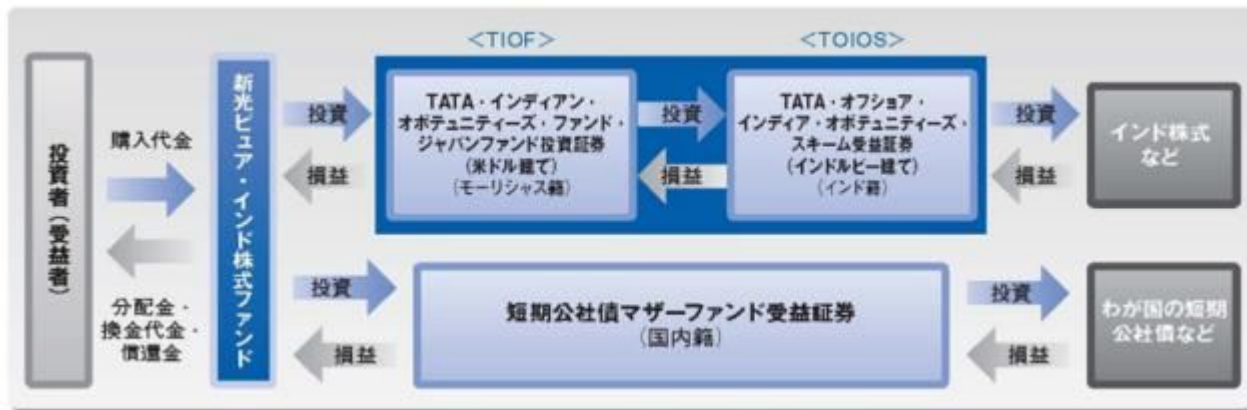 <TIOF>
<TOIOS>
投資者(受益者)
購入代金
分配金・
換金代金・
償還金
新光ピュア・インド株式ファンド
投資
損益
TATA・インディアン・
オポテュニティーズ・ファンド・
ジャパンファンド投資証券
(米ドル建て)
(モーリシャス籍)
投資
損益
TATA・オフショア・
インディア・オポテュニティーズ・
スキーム受益証券
(インドルピー建て)
(インド籍)
投資
損益
インド株式
など
投資
損益
短期公社債マザーファンド受益証券
(国内籍)
投資
損益
わが国の短期
公社債など